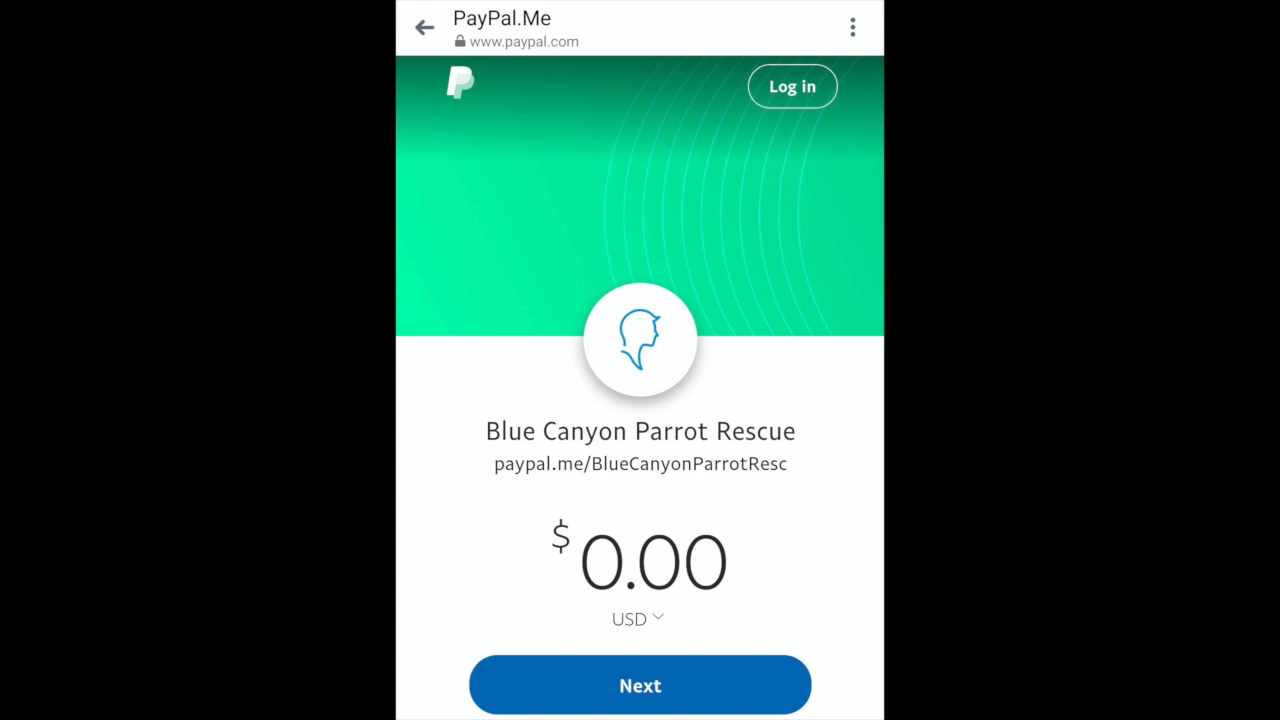 PayPal.Me
www.paypal.com
Log in
Blue Canyon Parrot Rescue
paypal.me/BlueCanyonParrotResc
$0.00
USD
Next